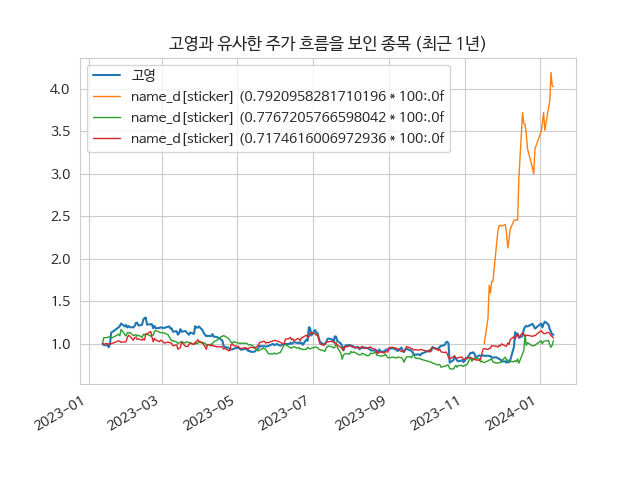 고영과 유사한 주가 흐름을 보인 종목 (최근 1년)
고영
name_d[sticker] (0.7920958281710196 * 100:.0f
name_d[sticker] (0.7767205766598042 * 100:.0f
name_d[sticker] (0.7174616006972936 * 100:.0f
4.0
3.5
3.0
2.5
2.0
1.5
1.0
2023-01
2023-03
2023-05
2023-07
2023-09
2023-11
2024-01